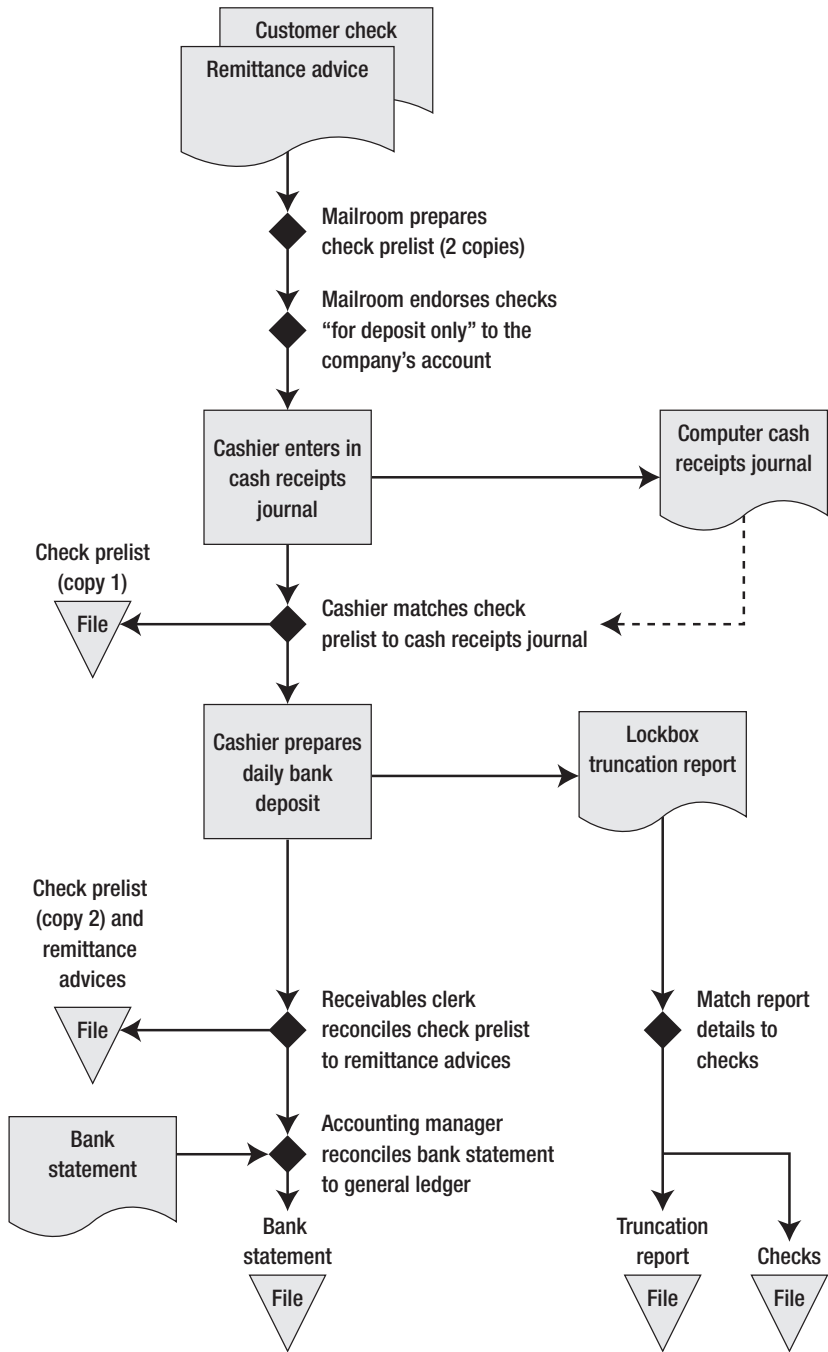 Customer check
Remittance advice
Mailroom prepares
check prelist (2 copies)
Mailroom endorses checks
“for deposit only” to the
company’s account
Cashier enters in
cash receipts
journal
Computer cash
receipts journal
Check prelist
(copy 1)
File
Cashier matches check
prelist to cash receipts journal
Cashier prepares
daily bank
deposit
Lockbox
truncation report
Check prelist
(copy 2) and
remittance
advices
File
Receivables clerk
reconciles check prelist
to remittance advices
Match report
details to
checks
Bank
statement
Accounting manager
reconciles bank statement
to general ledger
Bank
statement
File
Truncation
report
File
Checks
File